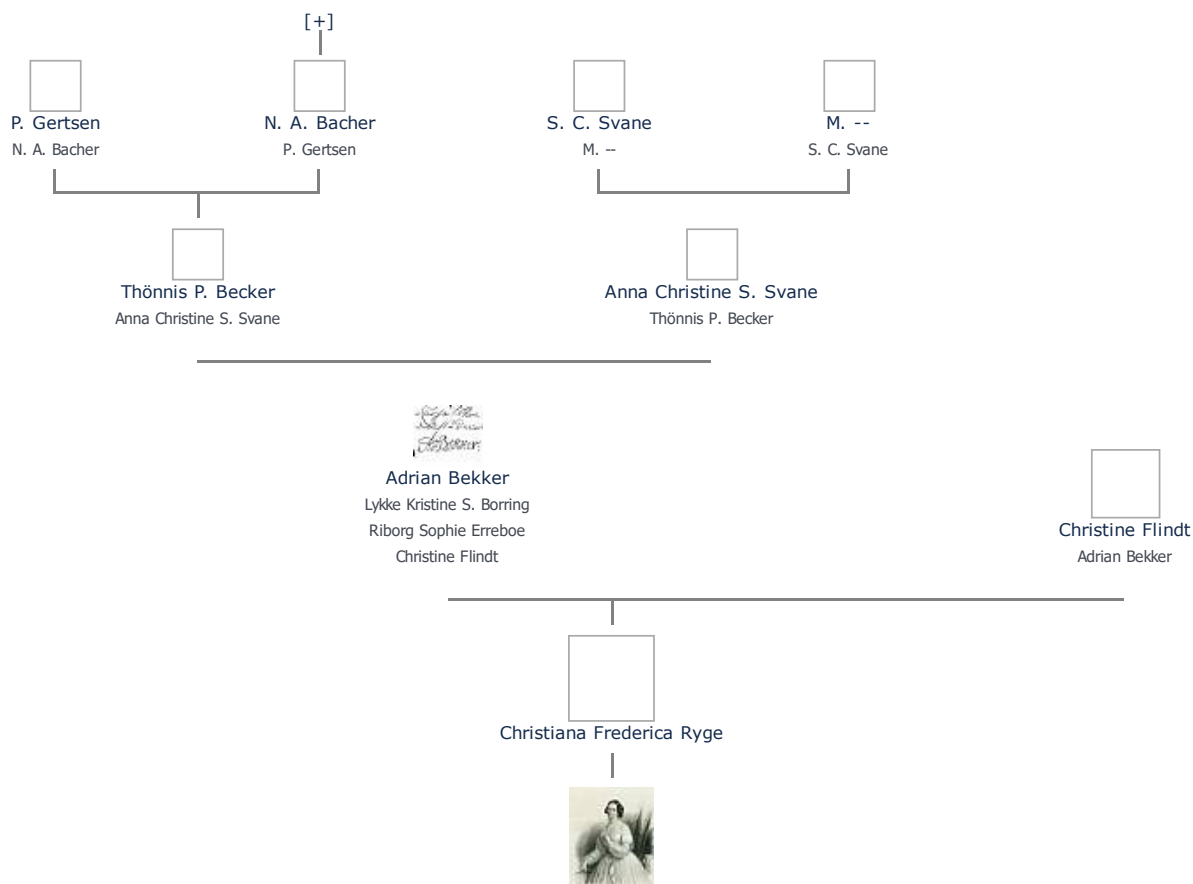 [+]
P. Gertsen
N. A. Bacher
N. A. Bacher
P. Gertsen
S. C. Svane
M. --
M. --
S. C. Svane
Thönnis P. Becker
Anna Christine S. Svane
Anna Christine S. Svane
Thönnis P. Becker
Adrian Bekker
Lykke Kristine S. Borring
Riborg Sophie Erreboe
Christine Flindt
Christine Flindt
Adrian Bekker
Christiana Frederica Ryge